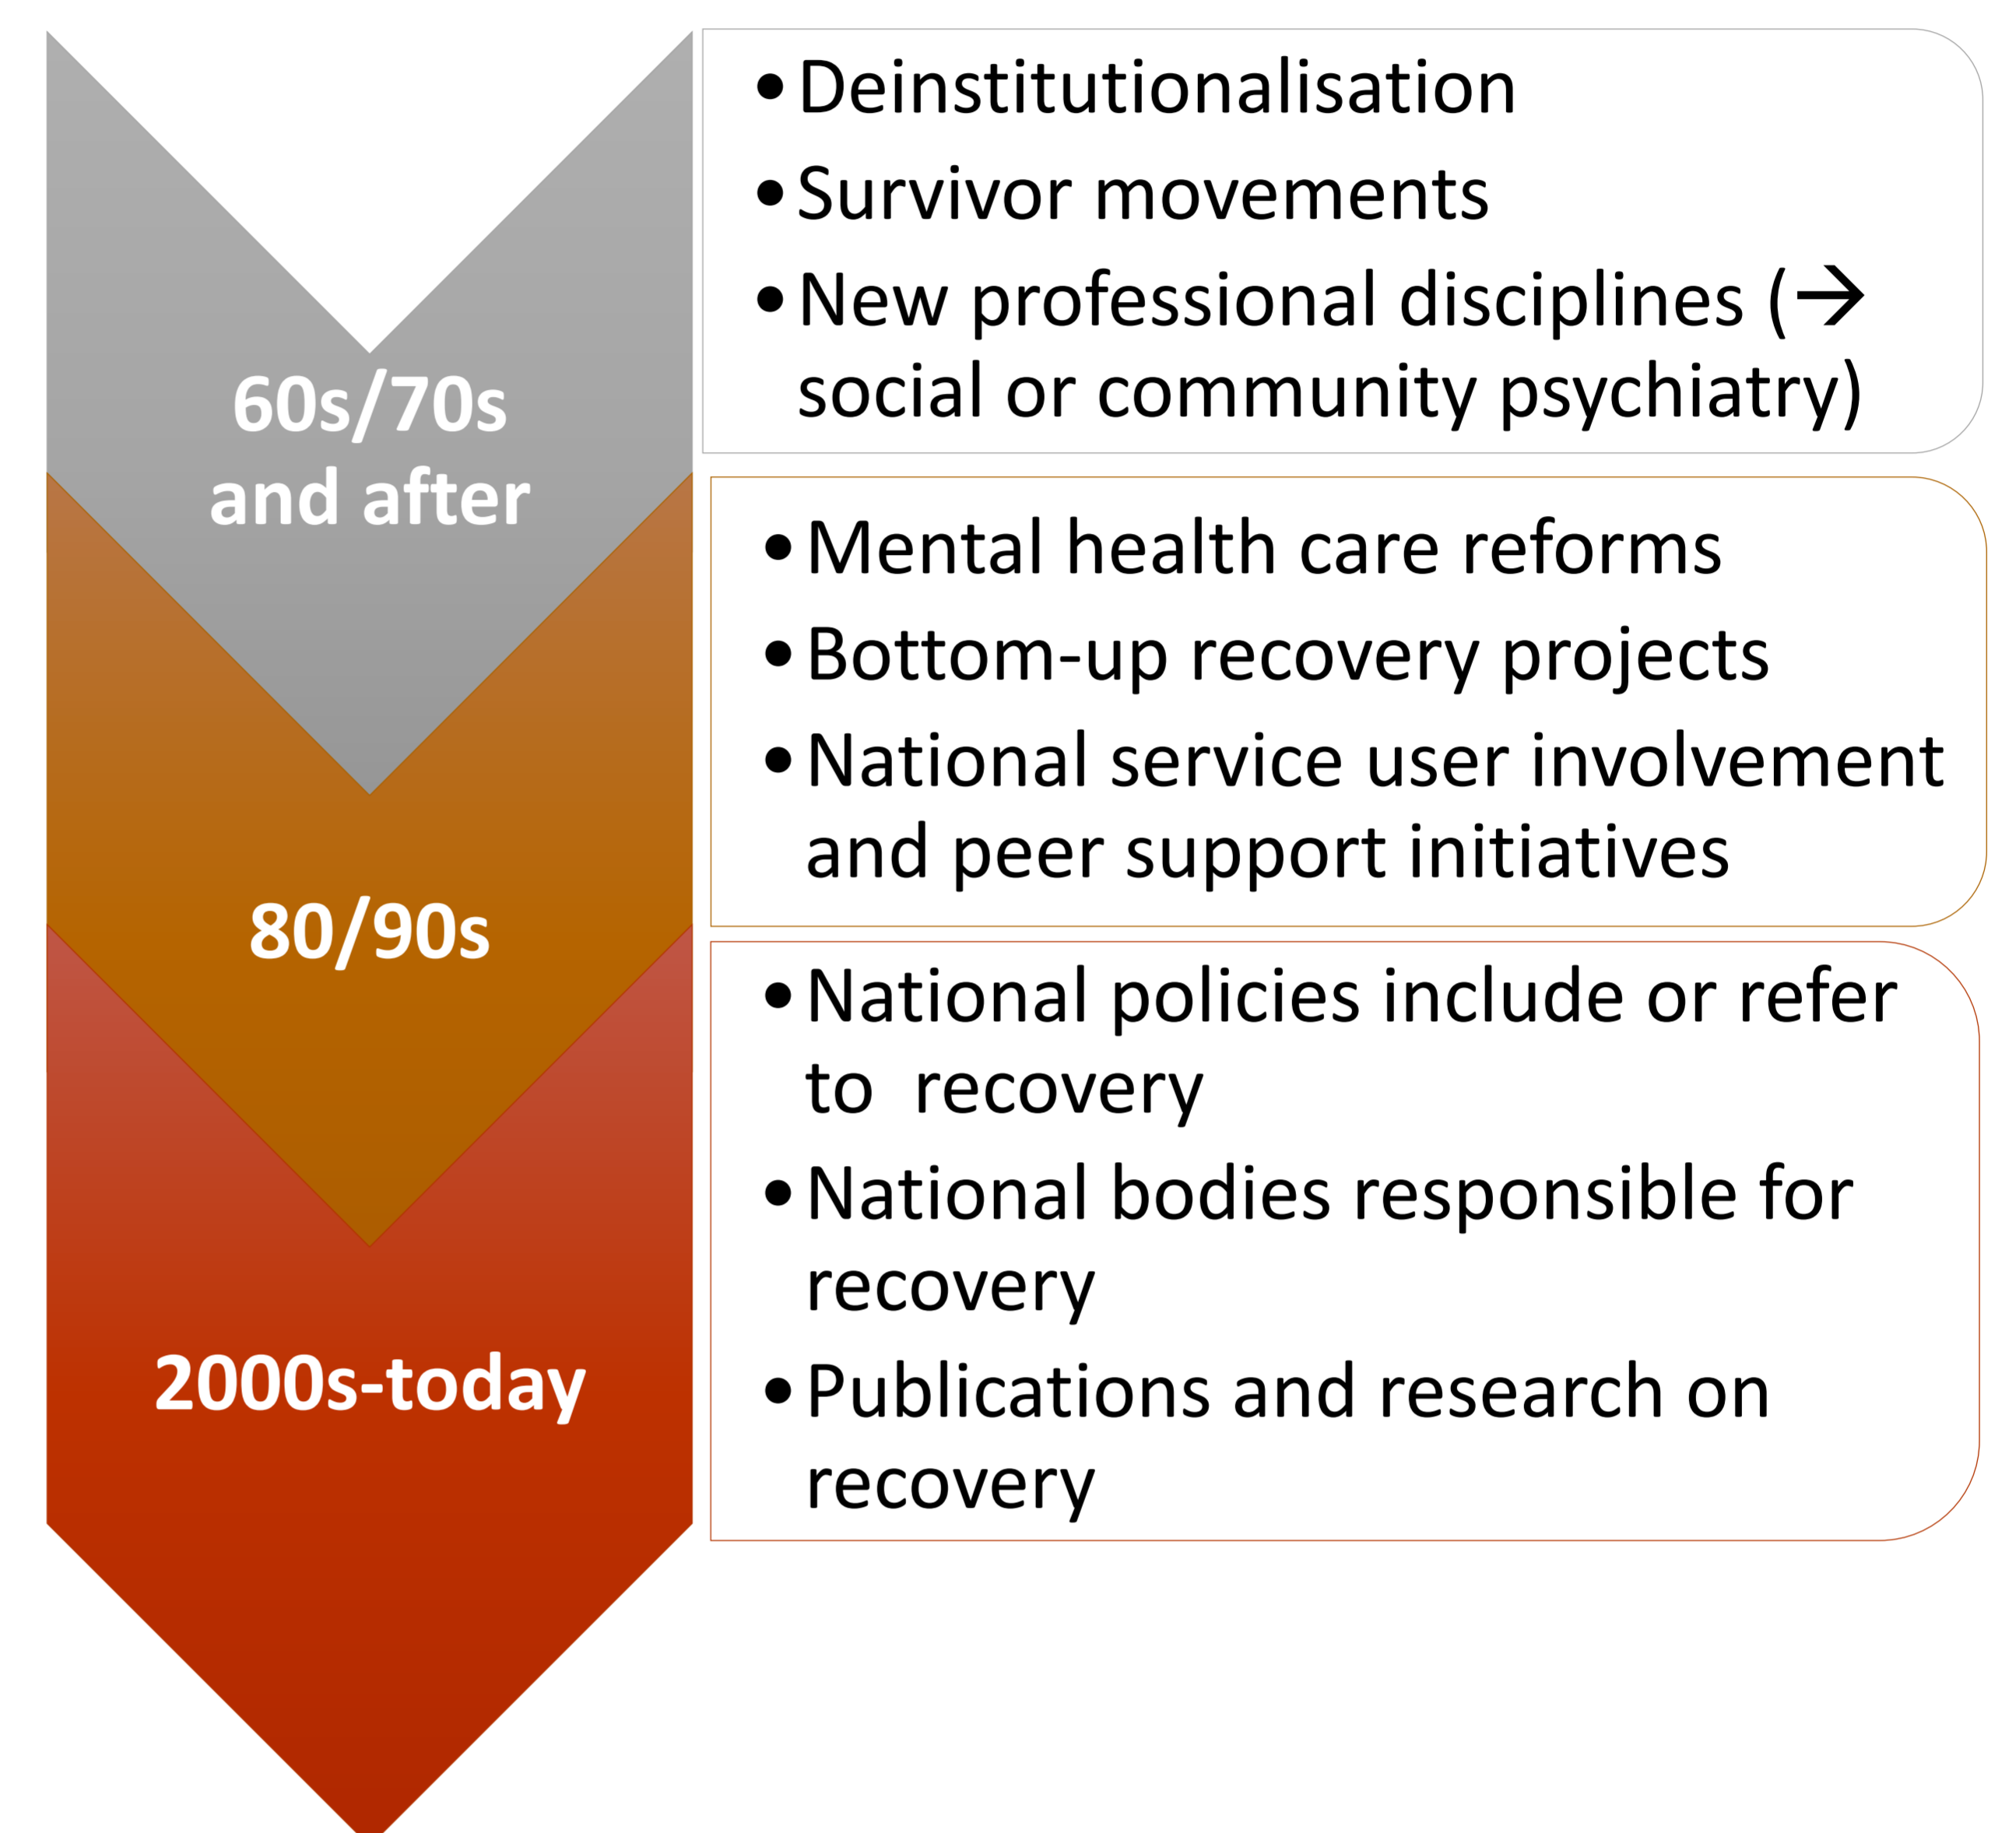 60s/70s
and after
• Deinstitutionalisation
• Survivor movements
• New professional disciplines (→
social or community psychiatry)
80/90s
• Mental health care reforms
• Bottom-up recovery projects
• National service user involvement
and peer support initiatives
2000s-today
• National policies include or refer
to  recovery
• National bodies responsible for
recovery
• Publications and research on
recovery